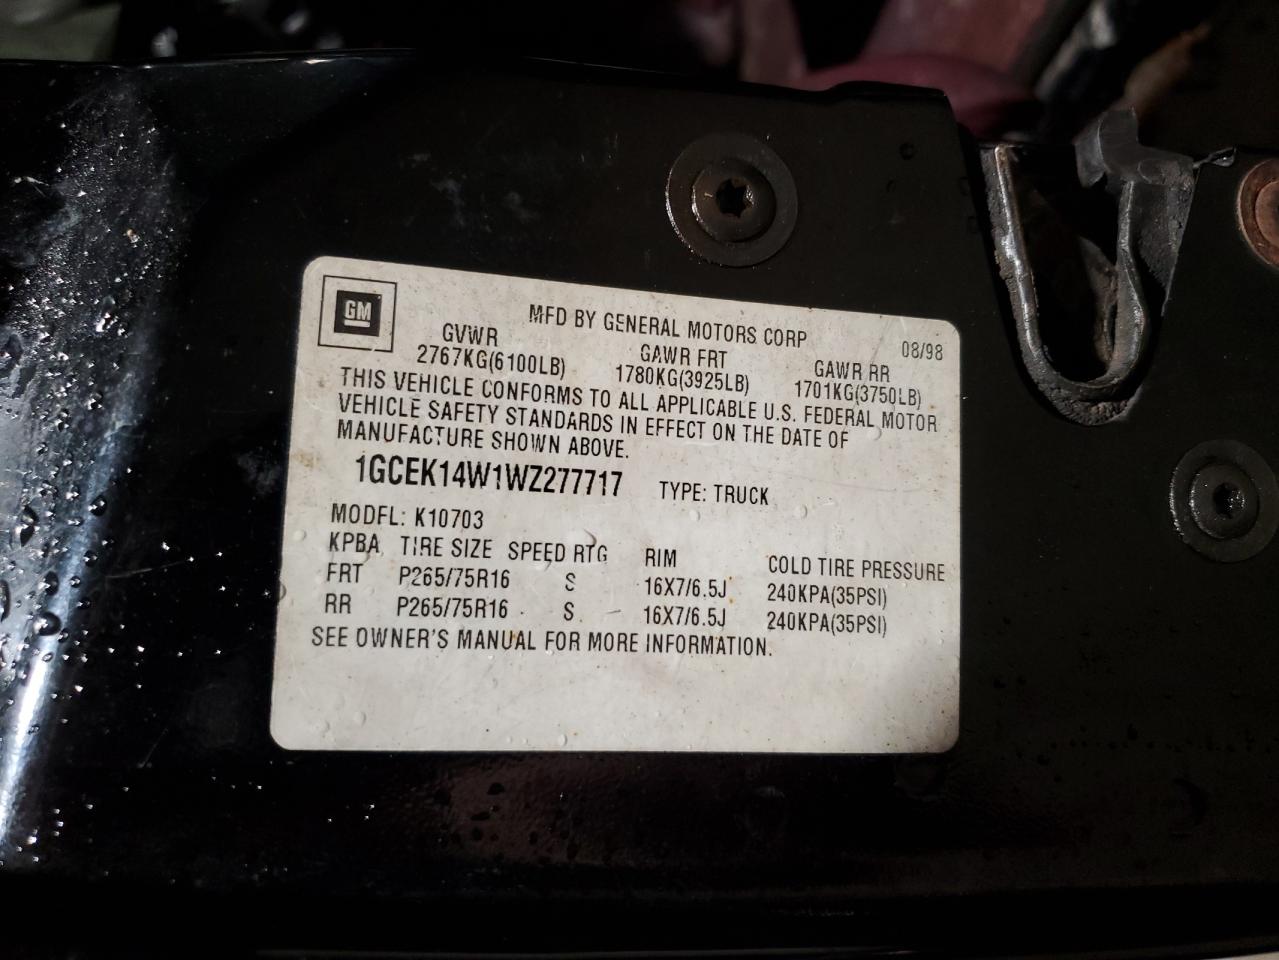 GM
MFD BY GENERAL MOTORS CORP
08/98
GVWR GAWR FRT GAWR RR
2767KG(6100LB) 1780KG(3925LB) 1701KG(3750LB)
THIS VEHICLE CONFORMS TO ALL APPLICABLE U.S. FEDERAL MOTOR
VEHICLE SAFETY STANDARDS IN EFFECT ON THE DATE OF
MANUFACTURE SHOWN ABOVE.
1GCEK14W1WZ277717 TYPE: TRUCK
MODFL: K10703
KPBA TIRE SIZE SPEED RTG RIM COLD TIRE PRESSURE
FRT P265/75R16 S 16X7/6.5J 240KPA(35PSI)
RR P265/75R16 S 16X7/6.5J 240KPA(35PSI)
SEE OWNER'S MANUAL FOR MORE INFORMATION.